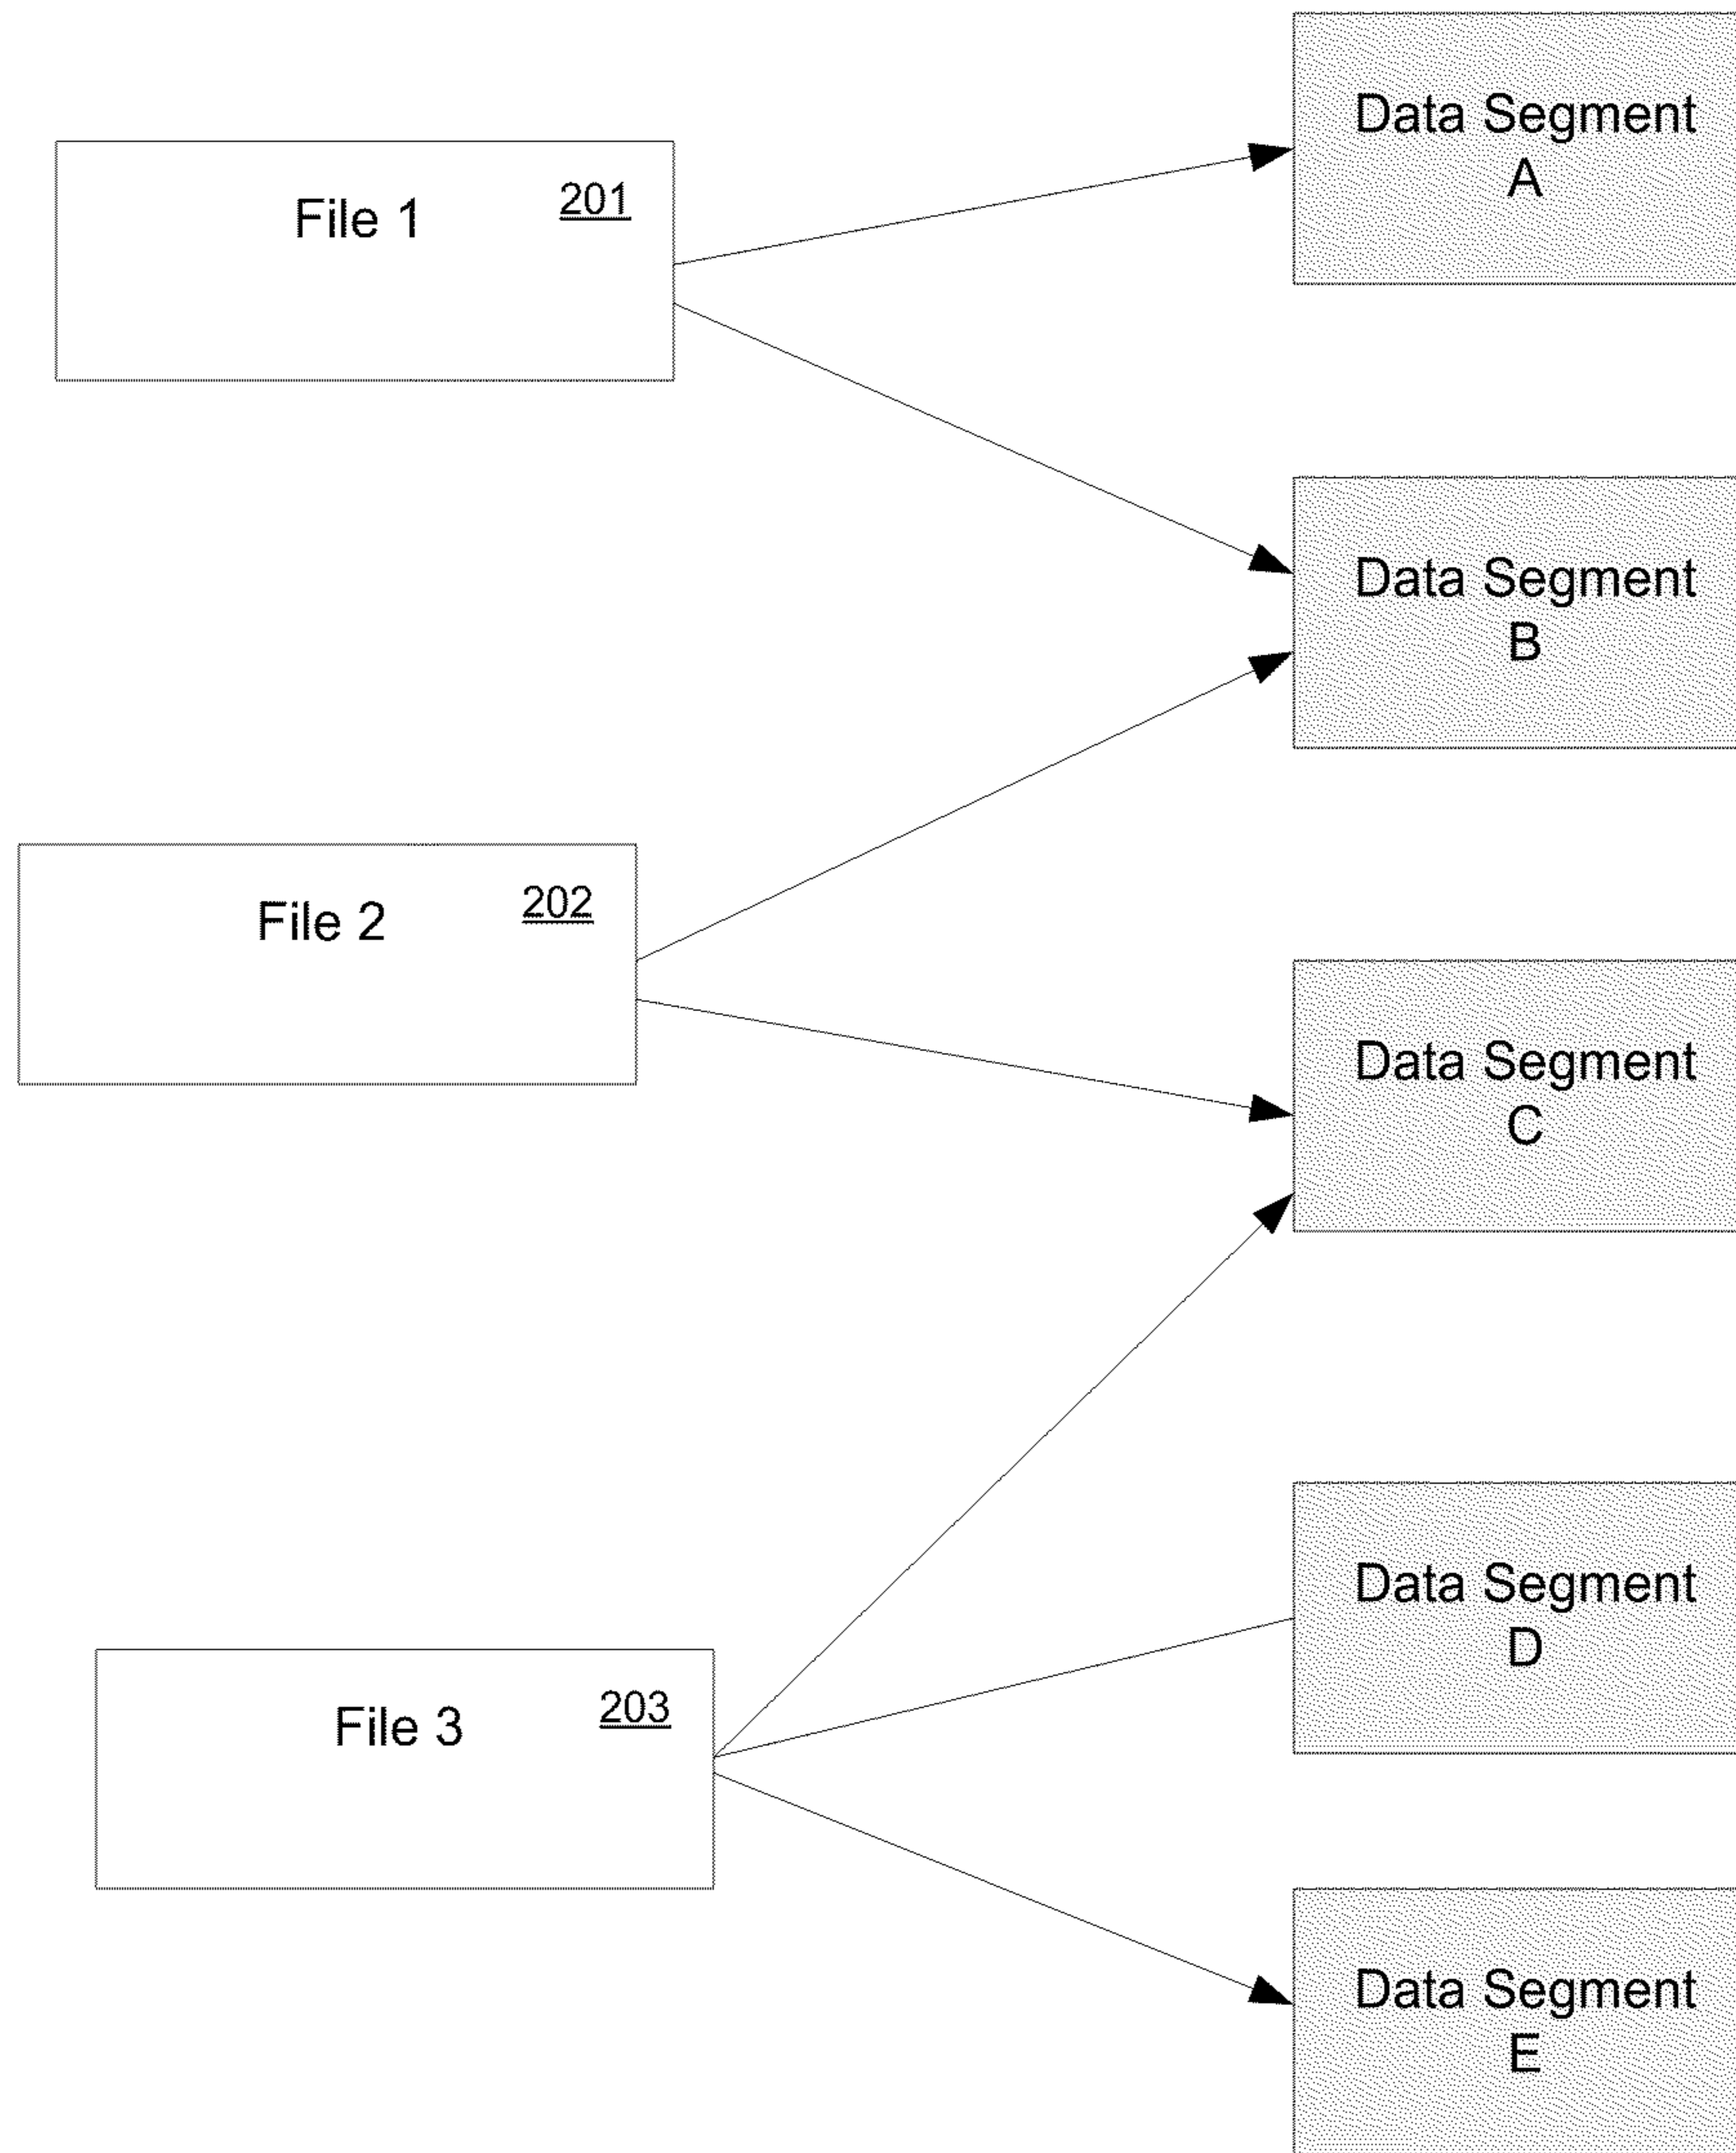 Data Segment
A
File 1
201
Data Segment
B
File 2
202
Data Segment
C
Data Segment
D
File 3
203
Data Segment
E